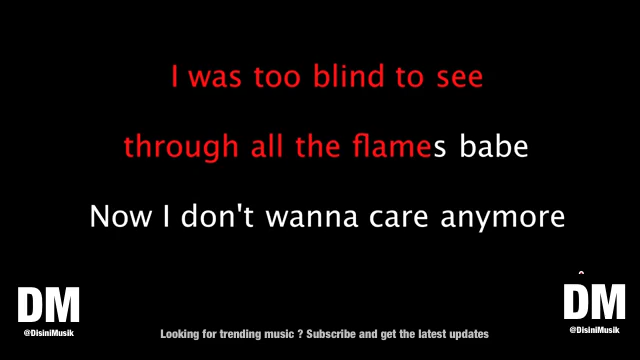 I was too blind to see
through all the flames babe
Now I don't wanna care anymore
DM
@DisiniMusik
Looking for trending music ? Subscribe and get the latest updates
DM
@DisiniMusik